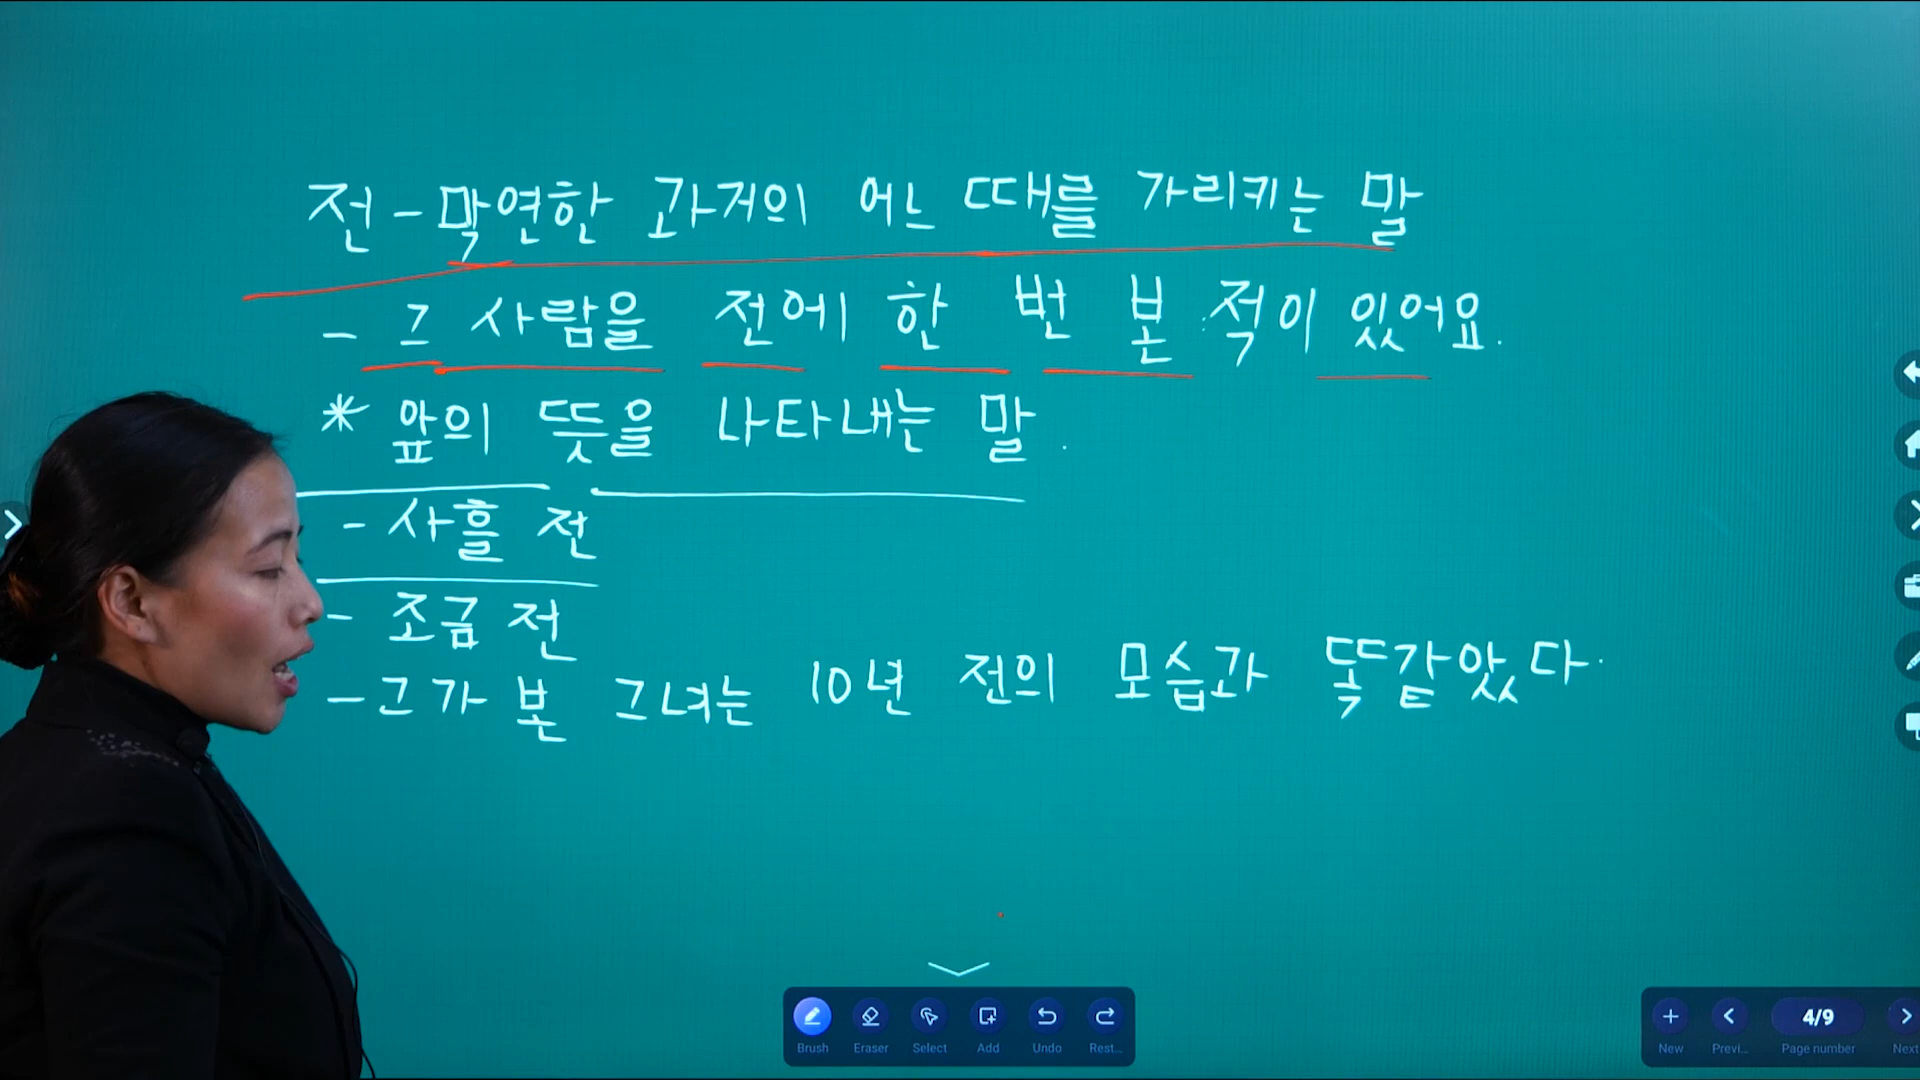 전 - 막연한 과거의 어느 때를 가리키는 말
- 그 사람을 전에 한 번 본 적이 있어요.
* 앞의 뜻을 나타내는 말.
- 사흘 전
- 조금 전
- 그가 본 그녀는 10년 전의 모습과 똑같았다.
Brush Eraser Select Add Undo Rest...
New Previ... 4/9 Page number Next